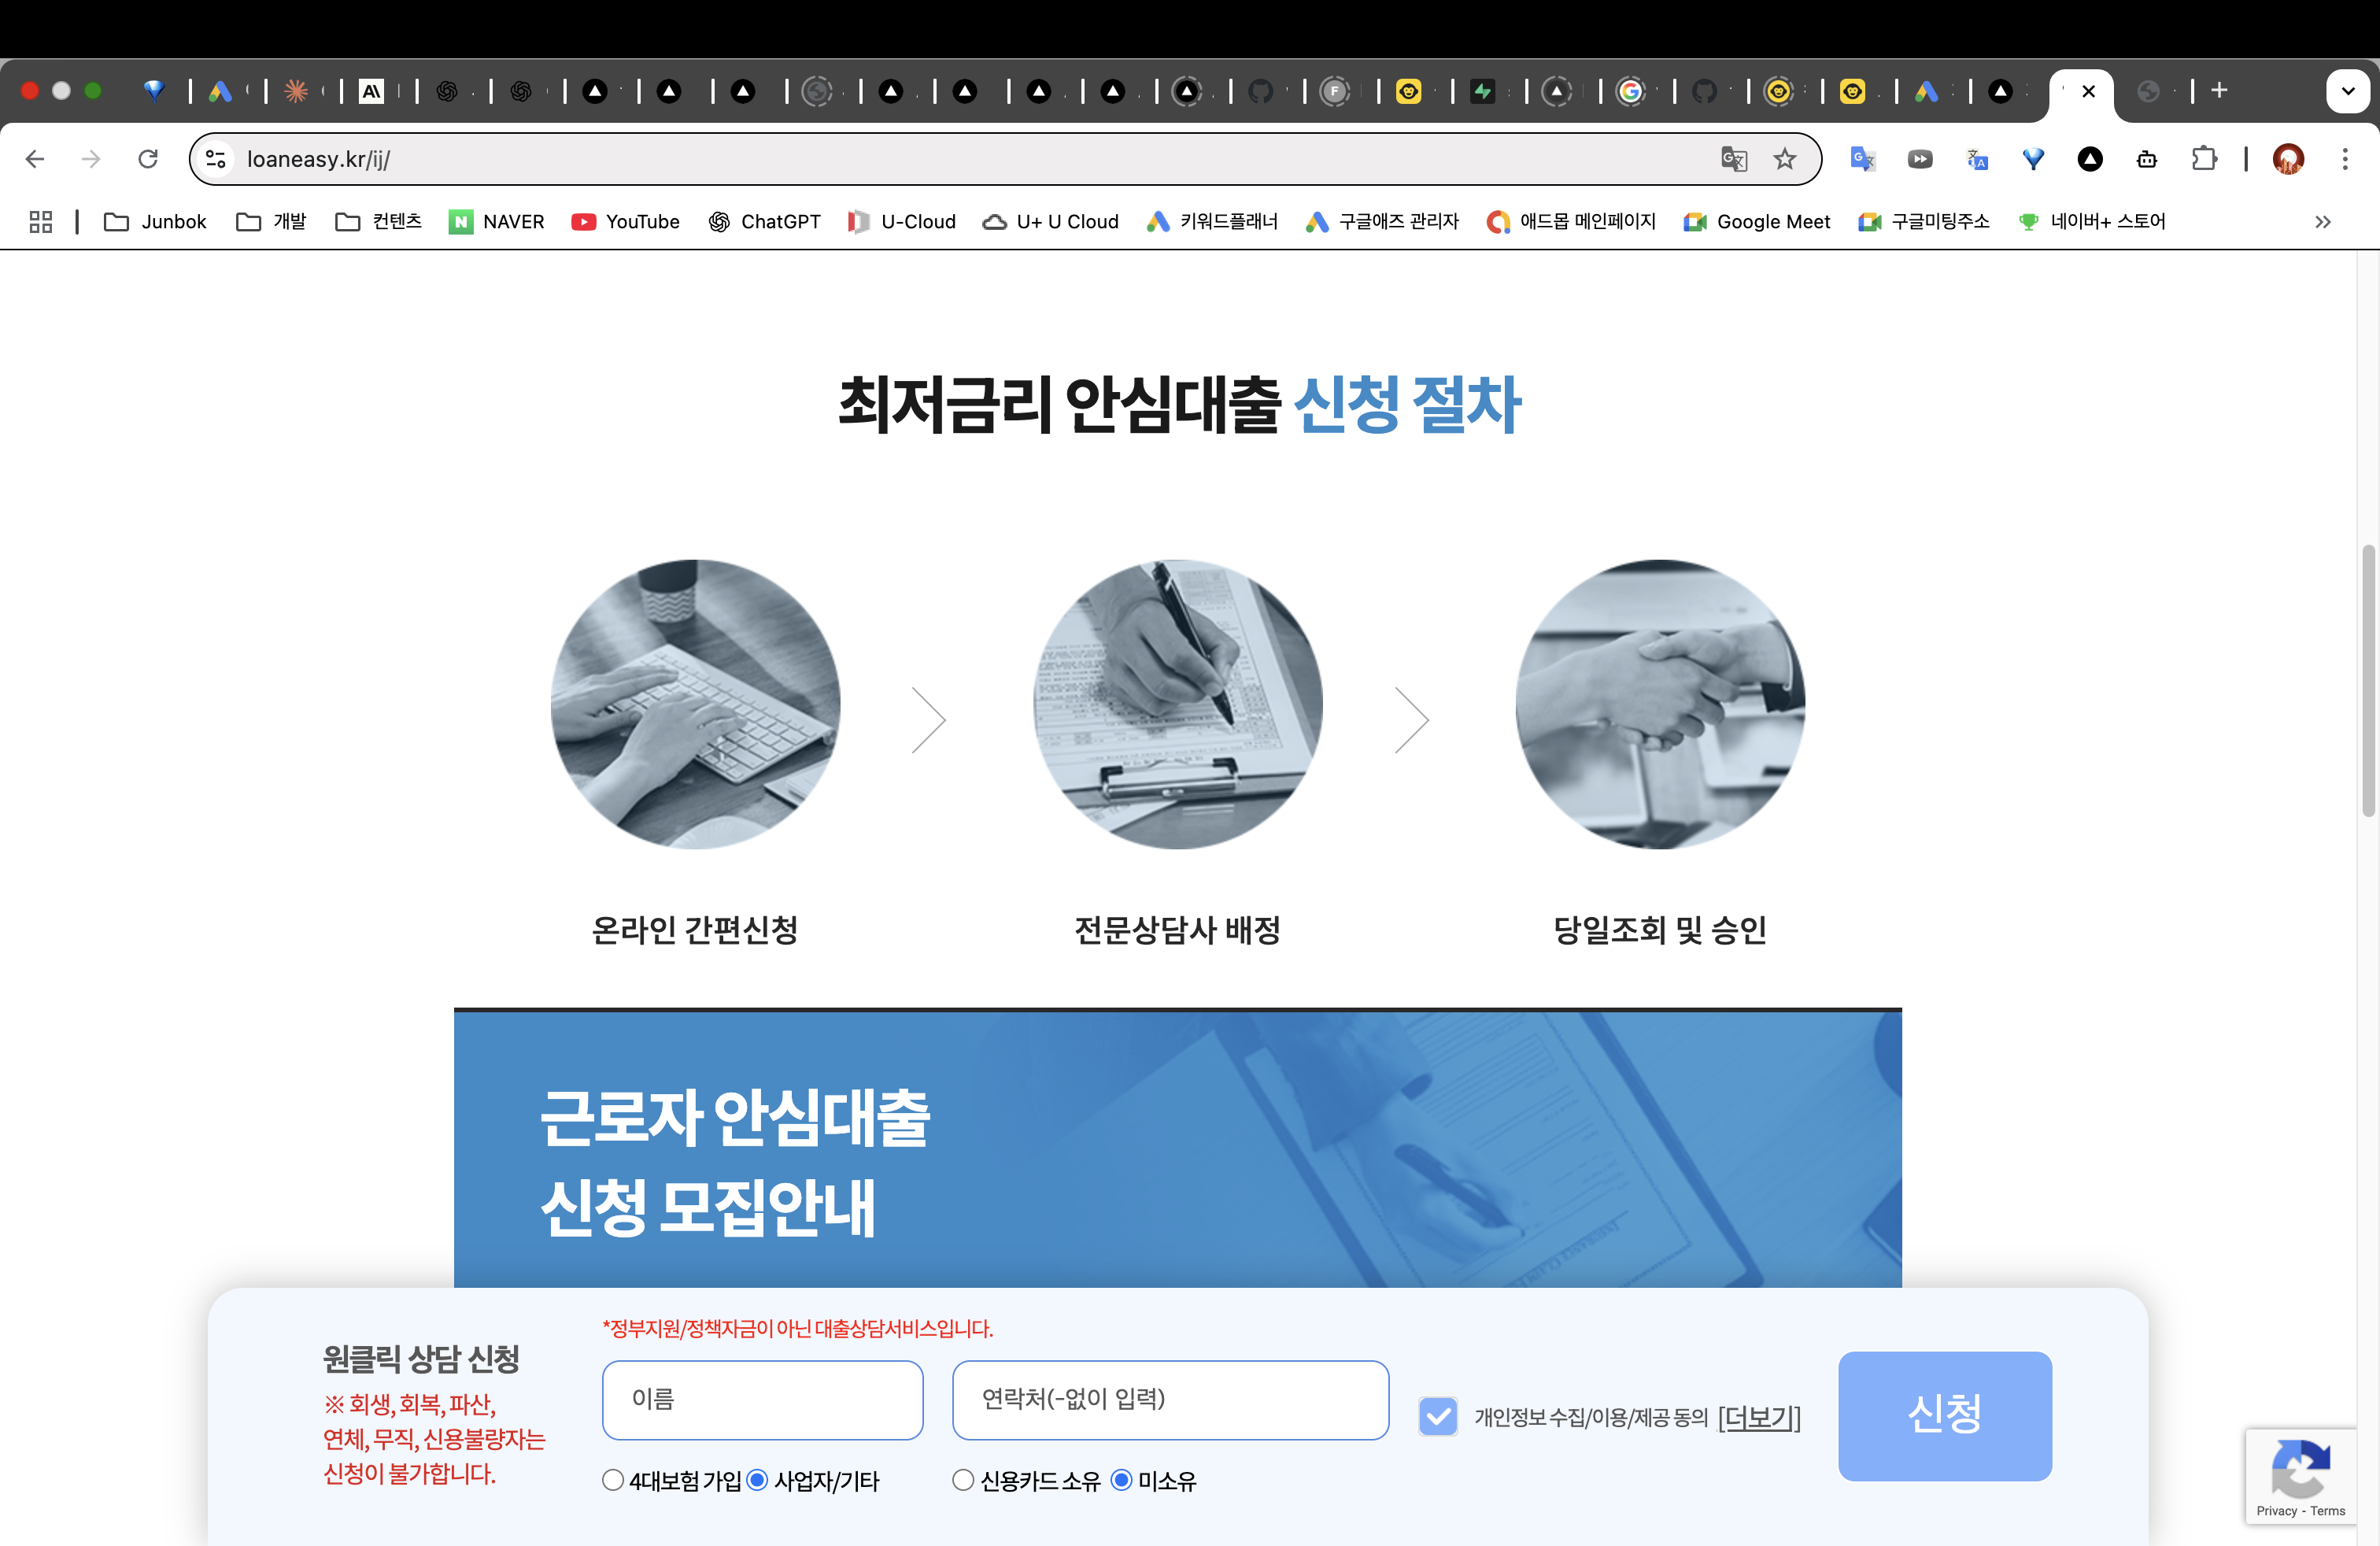 loaneasy.kr/ij/
Junbok 개발 컨텐츠 NAVER YouTube ChatGPT U-Cloud U+ U Cloud 키워드플래너 구글애즈 관리자 애드몹 메인페이지 Google Meet 구글미팅주소 네이버+ 스토어
최저금리 안심대출 신청 절차
온라인 간편신청
전문상담사 배정
당일조회 및 승인
근로자 안심대출
신청 모집안내
원클릭 상담 신청
※ 회생, 회복, 파산,
연체, 무직, 신용불량자는
신청이 불가합니다.
*정부지원/정책자금이 아닌 대출상담서비스입니다.
이름
연락처(-없이 입력)
4대보험 가입 사업자/기타
신용카드 소유 미소유
개인정보 수집/이용/제공 동의 [더보기]
신청
Privacy - Terms